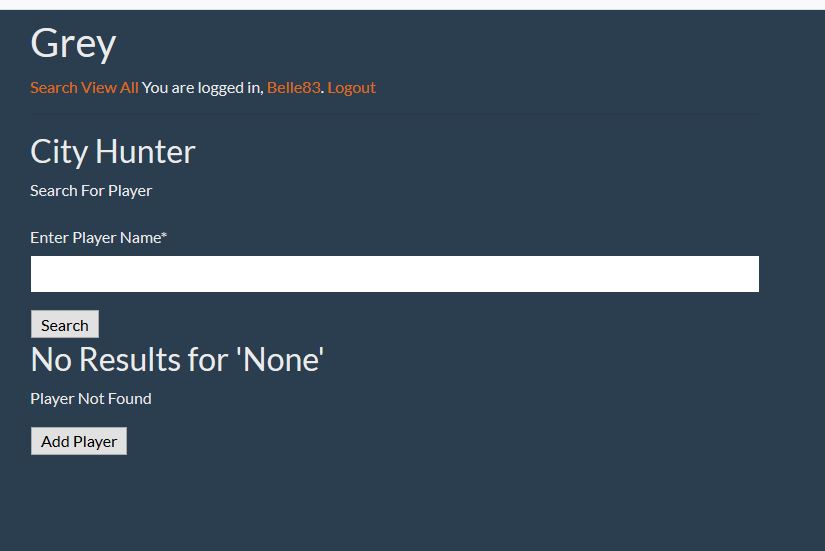 Grey
Search View All You are logged in, Belle83. Logout
City Hunter
Search For Player
Enter Player Name*
Search
No Results for 'None'
Player Not Found
Add Player